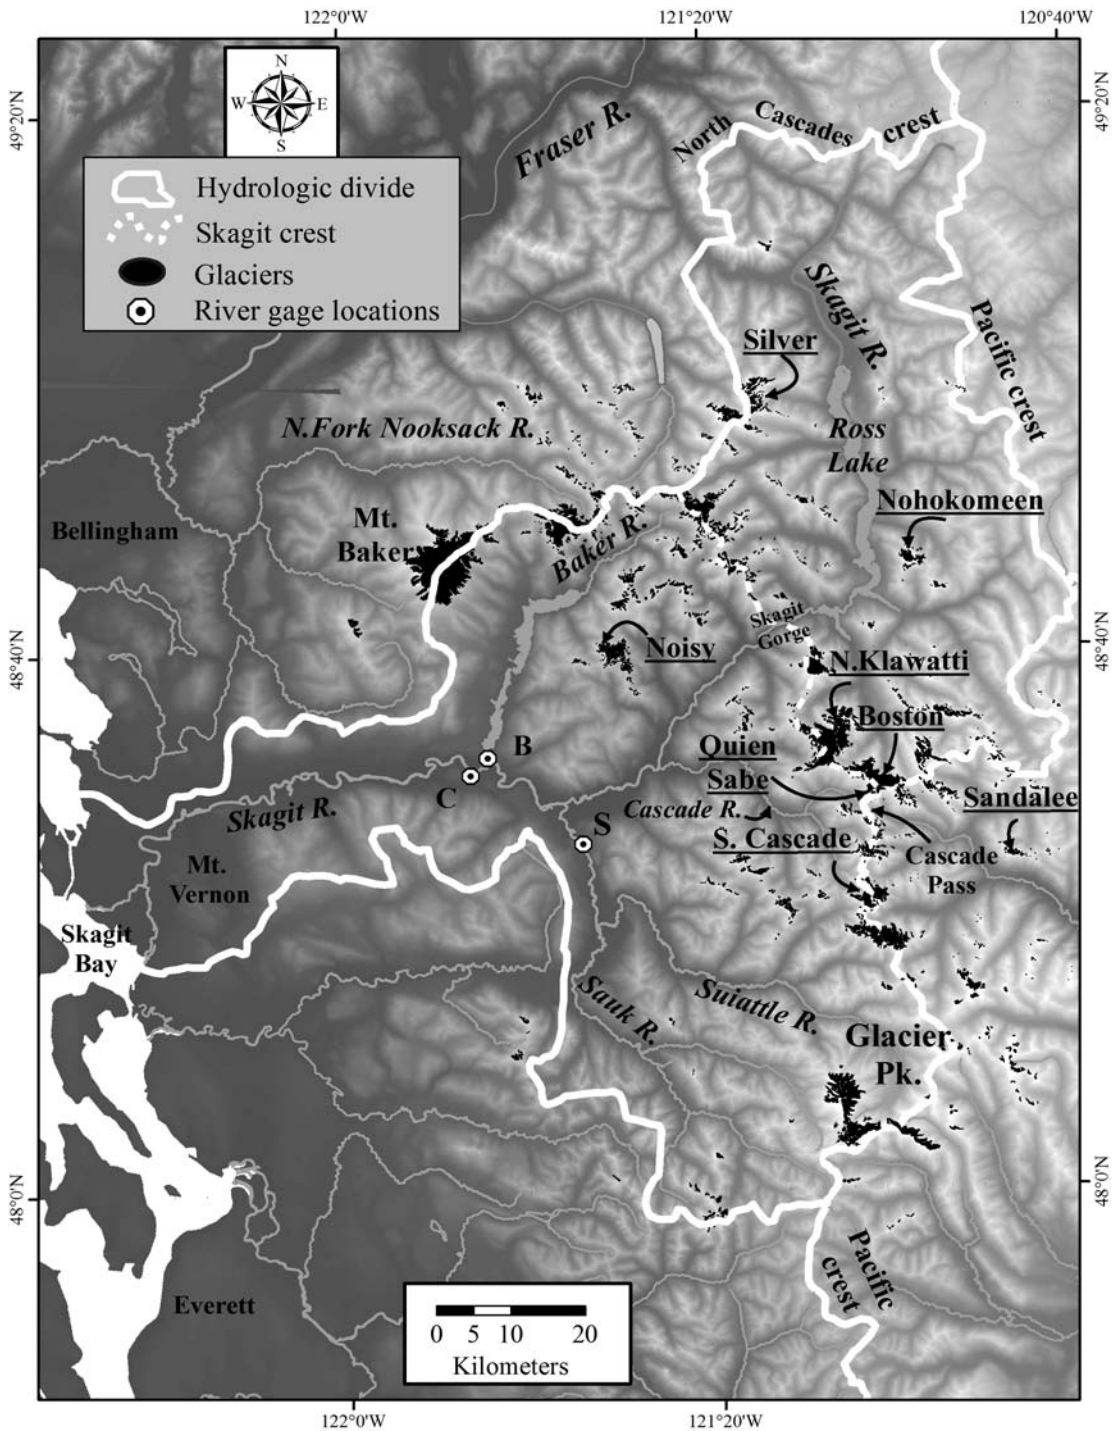 122°0'W
121°20'W
120°40'W
49°20'N
49°20'N
N
W
E
S
Hydrologic divide
Skagit crest
Glaciers
River gage locations
Fraser R.
North Cascades crest
Skagit R.
Pacific crest
Silver
N.Fork Nooksack R.
Ross
Lake
Nohokomeen
Bellingham
Mt.
Baker
Baker R.
Skagit
Gorge
48°40'N
48°40'N
Noisy
N.Klawatti
Boston
B
Quien
Sabe
C
Skagit R.
Cascade R.
Sandalee
S
S. Cascade
Cascade
Pass
Mt.
Vernon
Skagit
Bay
Sauk R.
Suiattle R.
Glacier
Pk.
48°0'N
48°0'N
Pacific
crest
Everett
0 5 10 20
Kilometers
122°0'W
121°20'W